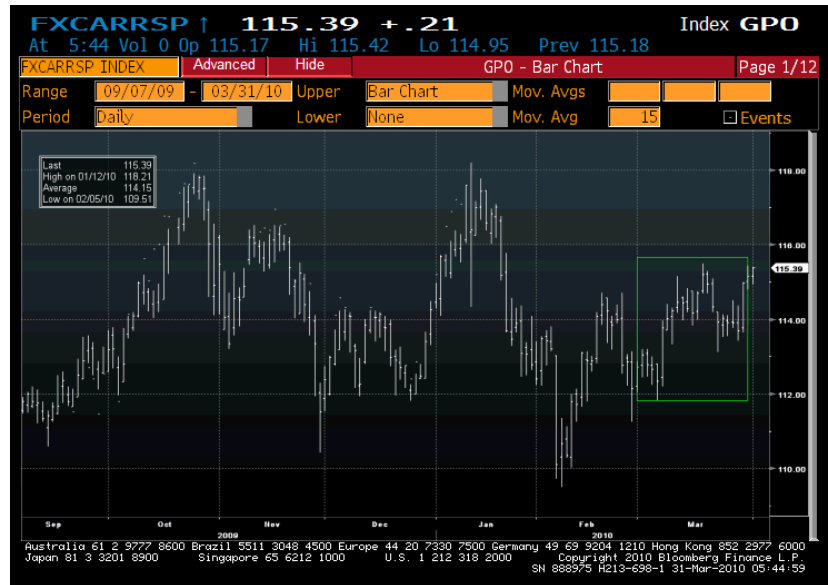 FXCARRSP ↑ 115.39 +.21 Index GPO
At 5:44 Vol 0 Op 115.17 Hi 115.42 Lo 114.95 Prev 115.18
FXCARRSP INDEX Advanced Hide GPO - Bar Chart Page 1/12
Range 09/07/09 - 03/31/10 Upper Bar Chart Mov. Avgs
Period Daily Lower None Mov. Avg 15 Events
Last 115.39
High on 01/12/10 118.21
Average 114.15
Low on 02/05/10 109.51
118.00
116.00
115.39
114.00
112.00
110.00
Sep Oct Nov Dec Jan Feb Mar
2009 2010
Australia 61 2 9777 8600 Brazil 5511 3048 4500 Europe 44 20 7330 7500 Germany 49 69 9204 1210 Hong Kong 852 2977 6000
Japan 81 3 3201 8900 Singapore 65 6212 1000 U.S. 1 212 318 2000 Copyright 2010 Bloomberg Finance L.P.
SN 888975 H213-698-1 31-Mar-2010 05:44:59